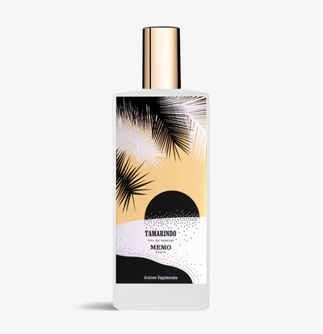 TAMARINDO
EAU DE PARFUM
MEMO
PARIS
Graines Vagabondes